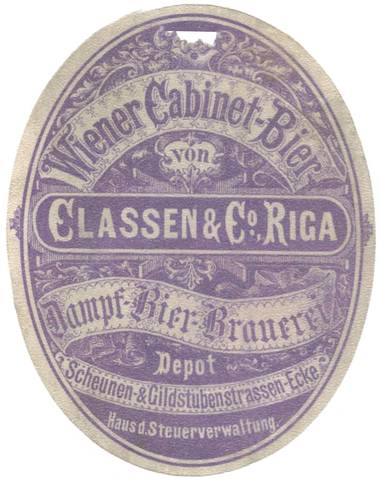 Wiener Cabinet-Bier
von
CLASSEN & Co., RIGA
Dampf-Bier-Brauerei
Depot
Scheunen- & Gildstubenstrassen-Ecke
Haus d. Steuerverwaltung.